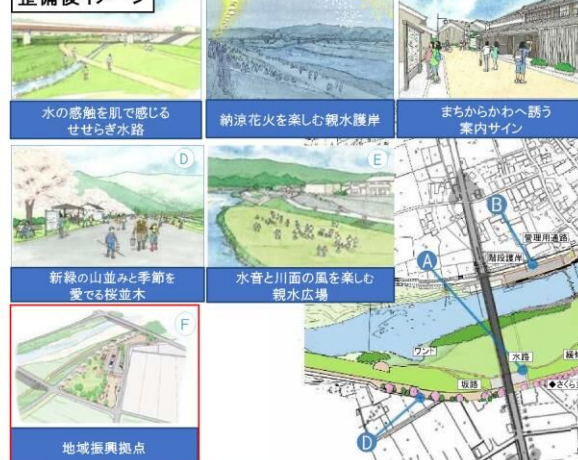 整備後イメージ
水の感触を肌で感じる
せせらぎ水路
納涼花火を楽しむ親水護岸
まちからかわへ誘う
案内サイン
D
新緑の山並みと季節を
愛でる桜並木
E
水音と川面の風を楽しむ
親水広場
F
地域振興拠点
B
管理用通路
階段護岸
A
ワンド
水路
坂路
◆さくら
D